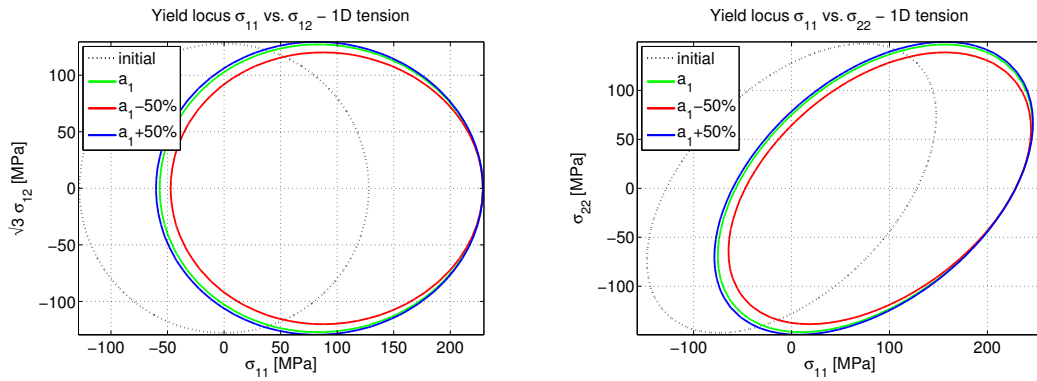 Yield locus σ₁₁ vs. σ₁₂ − 1D tension
initial
a₁
a₁−50%
a₁+50%
100
50
0
−50
−100
√3 σ₁₂ [MPa]
−100 −50 0 50 100 150 200
σ₁₁ [MPa]
Yield locus σ₁₁ vs. σ₂₂ − 1D tension
initial
a₁
a₁−50%
a₁+50%
150
100
50
0
−50
−100
σ₂₂ [MPa]
−100 0 100 200
σ₁₁ [MPa]